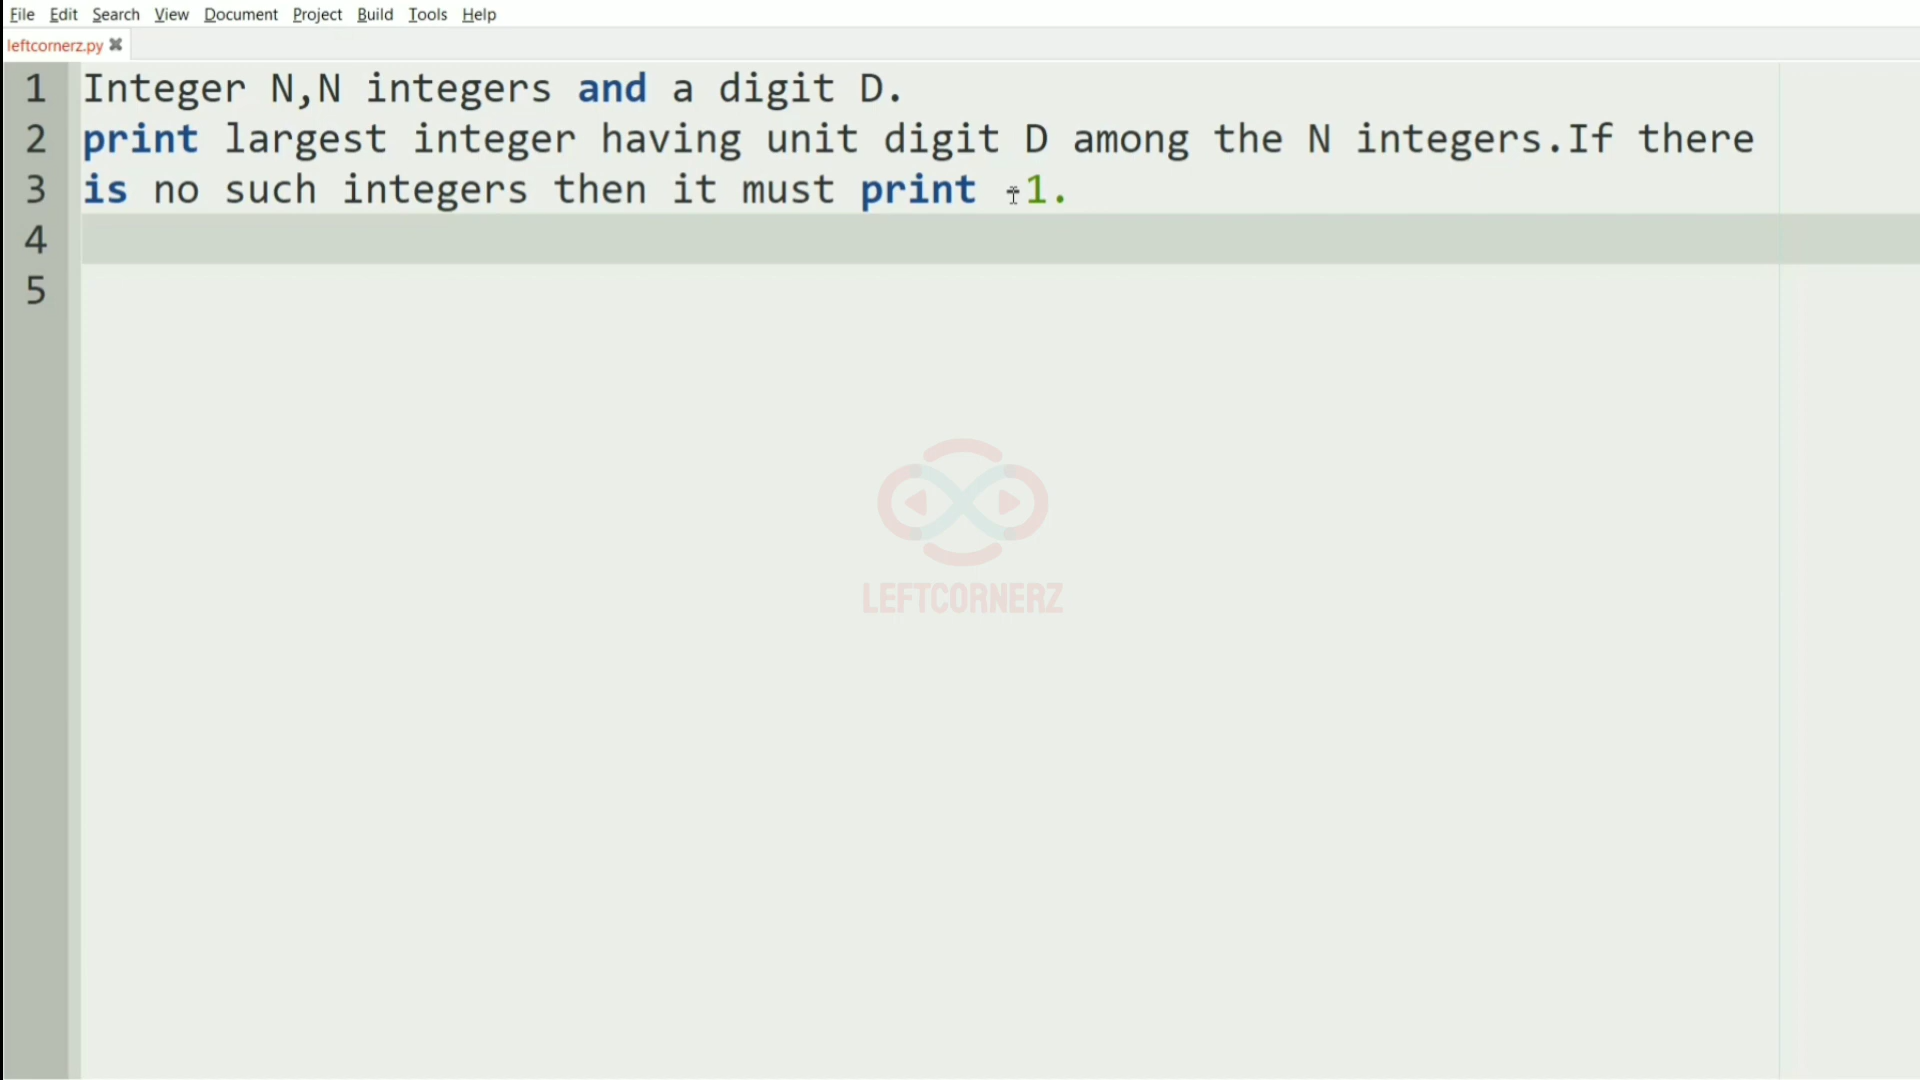 File Edit Search View Document Project Build Tools Help
leftcornerz.py
1 Integer N,N integers and a digit D.
2 print largest integer having unit digit D among the N integers.If there
3 is no such integers then it must print -1.
4
5
LEFTCORNERZ